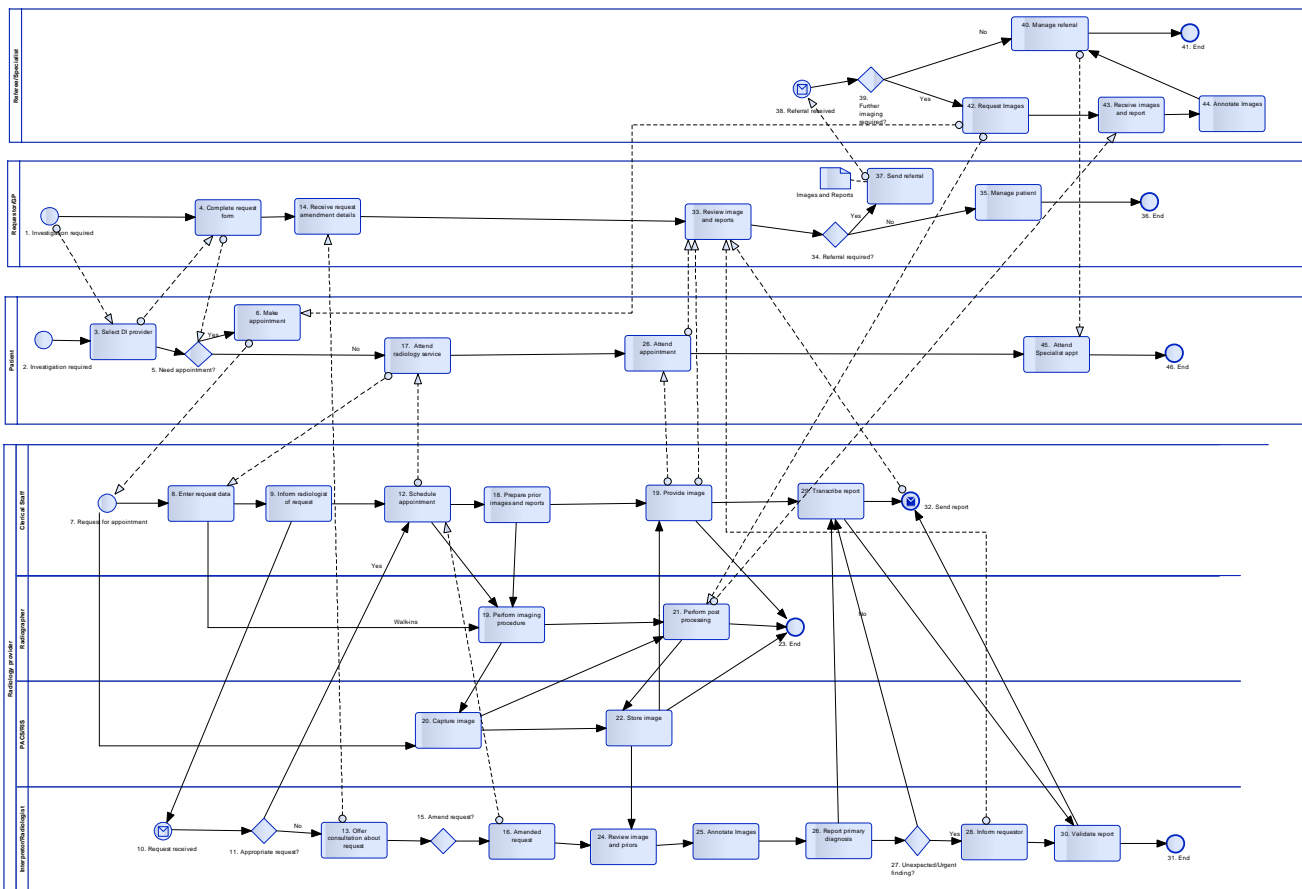 Referee/Specialist
40. Manage referral
No
41. End
38. Referral received
39.
Further
imaging
required?
Yes
42. Request Images
43. Receive images
and report
44. Annotate Images
Requestor/GP
1. Investigation required
4. Complete request
form
14. Receive request
amendment details
33. Review image
and reports
Images and Reports
37. Send referral
Yes
No
34. Referral required?
35. Manage patient
36. End
Patient
2. Investigation required
3. Select DI provider
Yes
5. Need appointment?
6. Make
appointment
No
17. Attend
radiology service
26. Attend
appointment
45. Attend
Specialist appt
46. End
Radiology provider
Clerical Staff
7. Request for appointment
8. Enter request data
9. Inform radiologist
of request
12. Schedule
appointment
18. Prepare prior
images and reports
19. Provide image
29. Transcribe report
32. Send report
Yes
Radiographer
Walk-ins
19. Perform imaging
procedure
21. Perform post
processing
23. End
No
PACS/RIS
20. Capture image
22. Store image
Interpretor/Radiologist
10. Request received
11. Appropriate request?
No
13. Offer
consultation about
request
15. Amend request?
16. Amended
request
24. Review image
and priors
25. Annotate Images
26. Report primary
diagnosis
27. Unexpected/Urgent
finding?
Yes
28. Inform requestor
30. Validate report
31. End